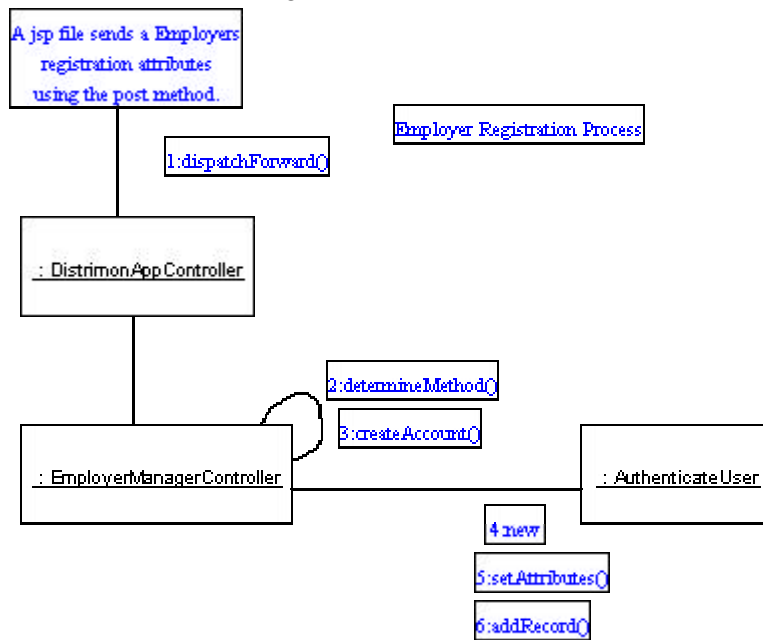 A jsp file sends a Employers
registration attributes
using the post method.
Employer Registration Process
1:dispatchForward()
: DistrimonAppController
2:determineMethod()
3:createAccount()
: EmployerManagerController
: AuthenticateUser
4:new
5:setAttributes()
6:addRecord()